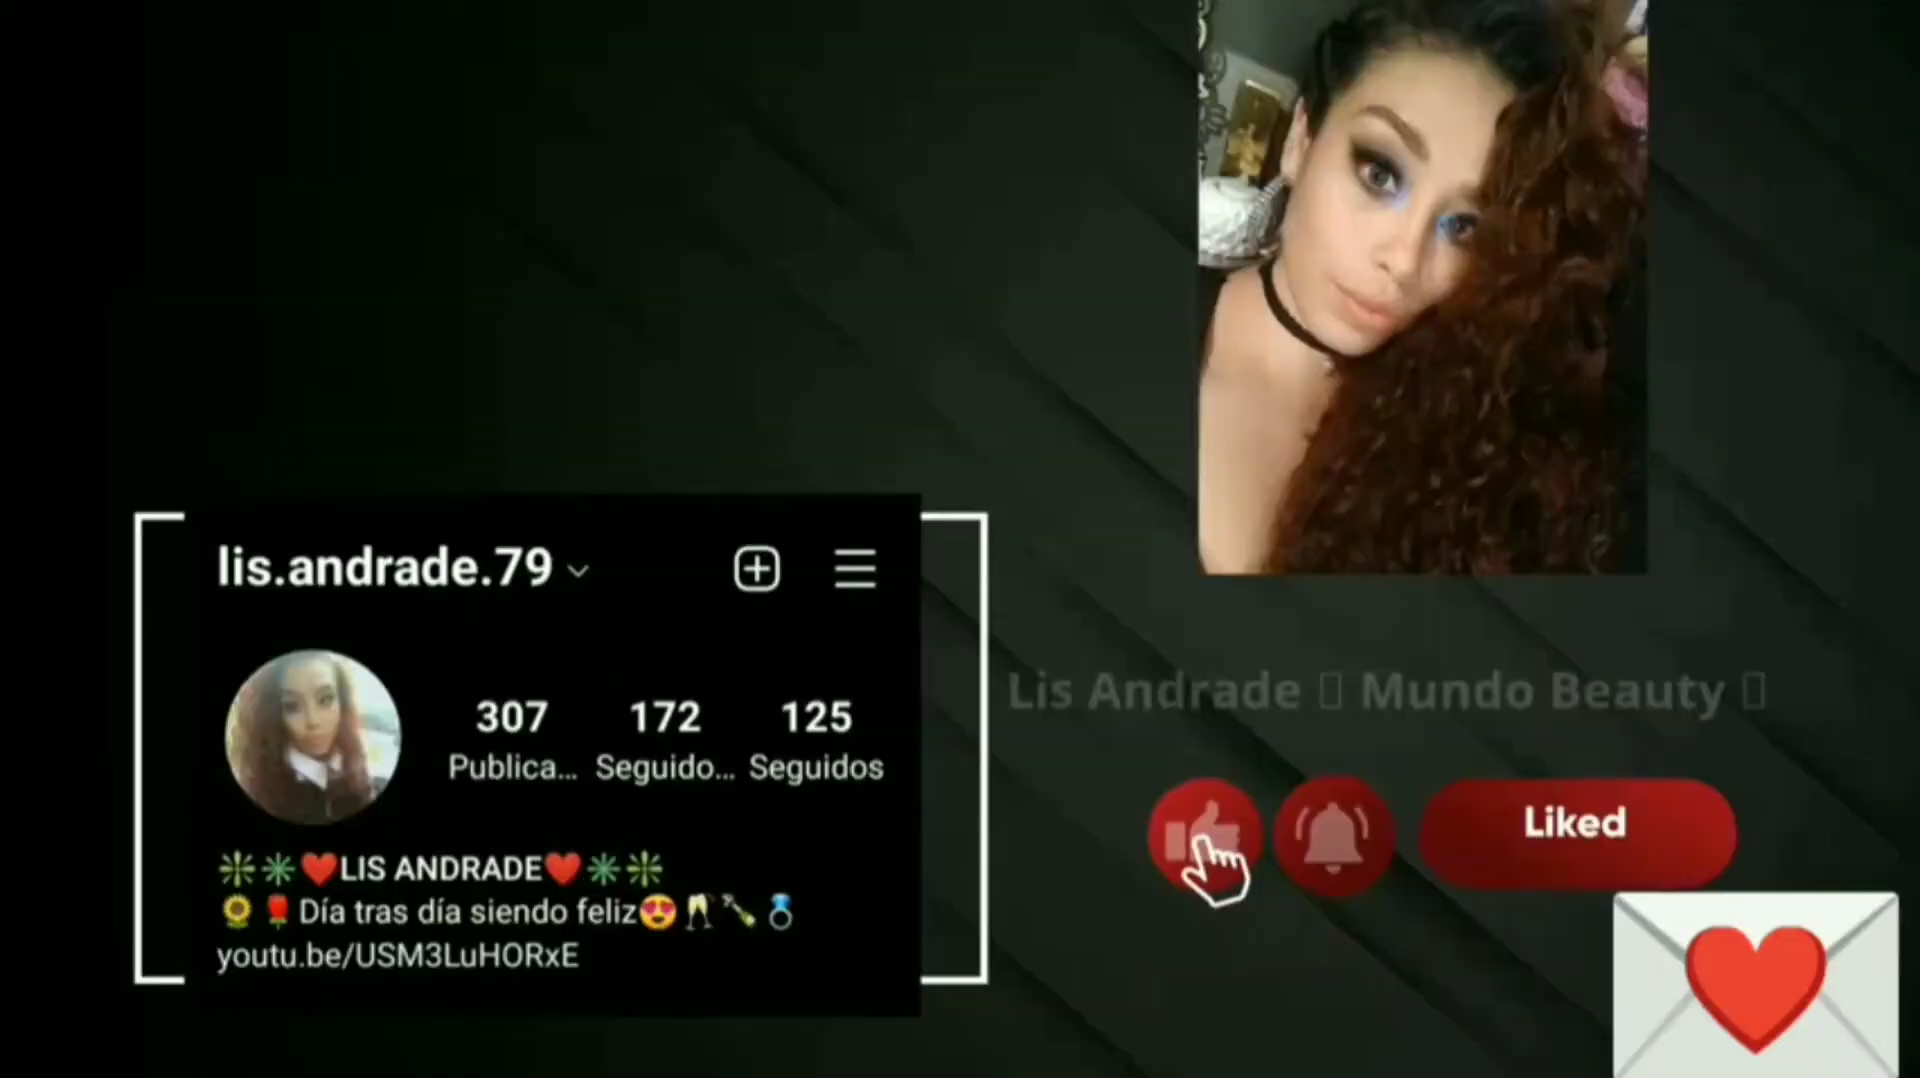 lis.andrade.79
307 172 125
Publica... Seguido... Seguidos
❇️✳️❤️LIS ANDRADE❤️✳️❇️
🌻🌹Día tras día siendo feliz😍🥂🍾💍
youtu.be/USM3LuHORxE
Lis Andrade ▯ Mundo Beauty ▯
Liked